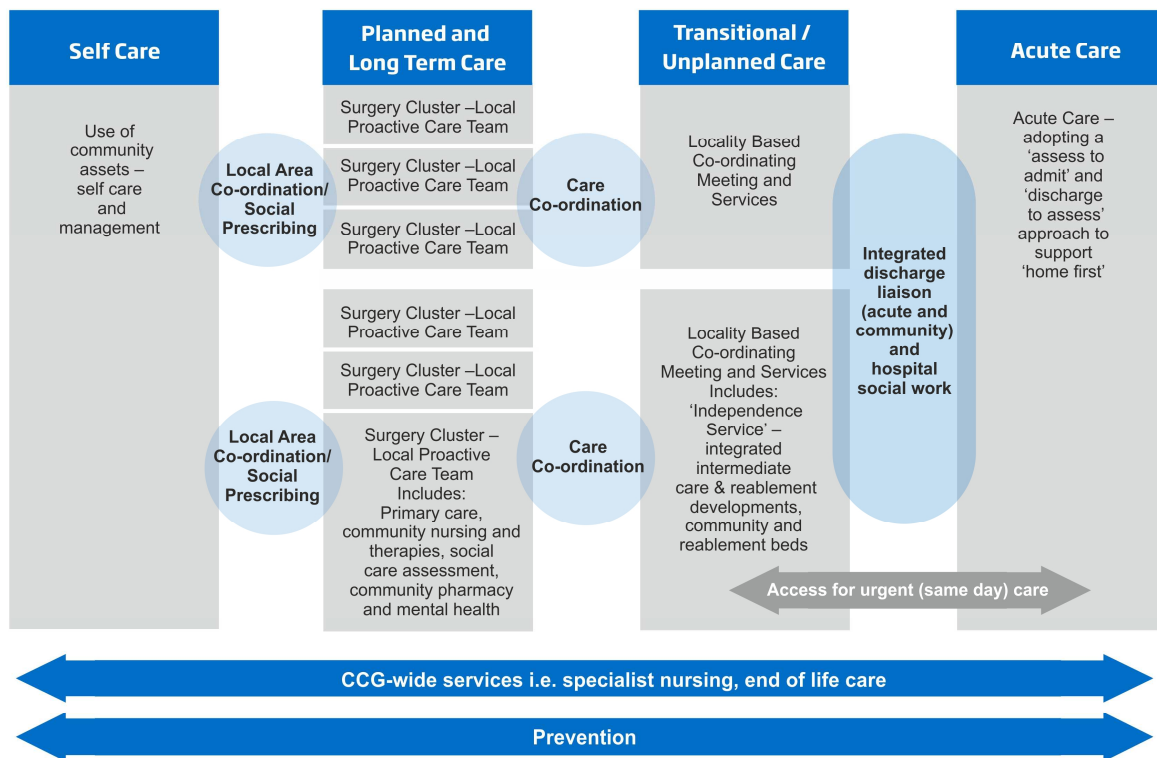 Self Care
Use of
community
assets –
self care
and
management
Local Area
Co-ordination/
Social
Prescribing
Local Area
Co-ordination/
Social
Prescribing
Planned and
Long Term Care
Surgery Cluster –Local
Proactive Care Team
Surgery Cluster –Local
Proactive Care Team
Surgery Cluster –Local
Proactive Care Team
Surgery Cluster –Local
Proactive Care Team
Surgery Cluster –Local
Proactive Care Team
Surgery Cluster –
Local Proactive
Care Team
Includes:
Primary care,
community nursing and
therapies, social
care assessment,
community pharmacy
and mental health
Care
Co-ordination
Care
Co-ordination
Transitional /
Unplanned Care
Locality Based
Co-ordinating
Meeting and
Services
Locality Based
Co-ordinating
Meeting and Services
Includes:
‘Independence
Service’ –
integrated
intermediate
care & reablement
developments,
community and
reablement beds
Integrated
discharge
liaison
(acute and
community)
and
hospital
social work
Acute Care
Acute Care –
adopting a
‘assess to
admit’ and
‘discharge
to assess’
approach to
support
‘home first’
Access for urgent (same day) care
CCG-wide services i.e. specialist nursing, end of life care
Prevention